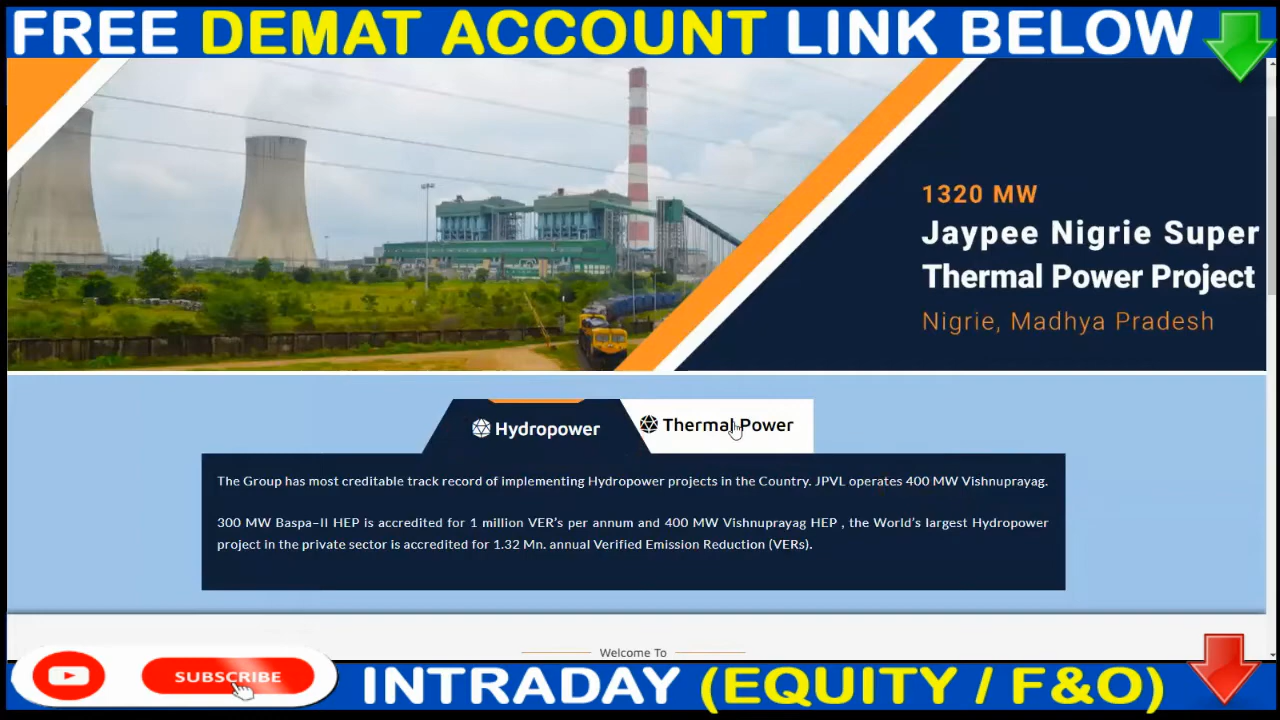 FREE DEMAT ACCOUNT LINK BELOW
1320 MW
Jaypee Nigrie Super
Thermal Power Project
Nigrie, Madhya Pradesh
Hydropower
Thermal Power
The Group has most creditable track record of implementing Hydropower projects in the Country. JPVL operates 400 MW Vishnuprayag.
300 MW Baspa–II HEP is accredited for 1 million VER's per annum and 400 MW Vishnuprayag HEP , the World's largest Hydropower
project in the private sector is accredited for 1.32 Mn. annual Verified Emission Reduction (VERs).
Welcome To
SUBSCRIBE
INTRADAY (EQUITY / F&O)